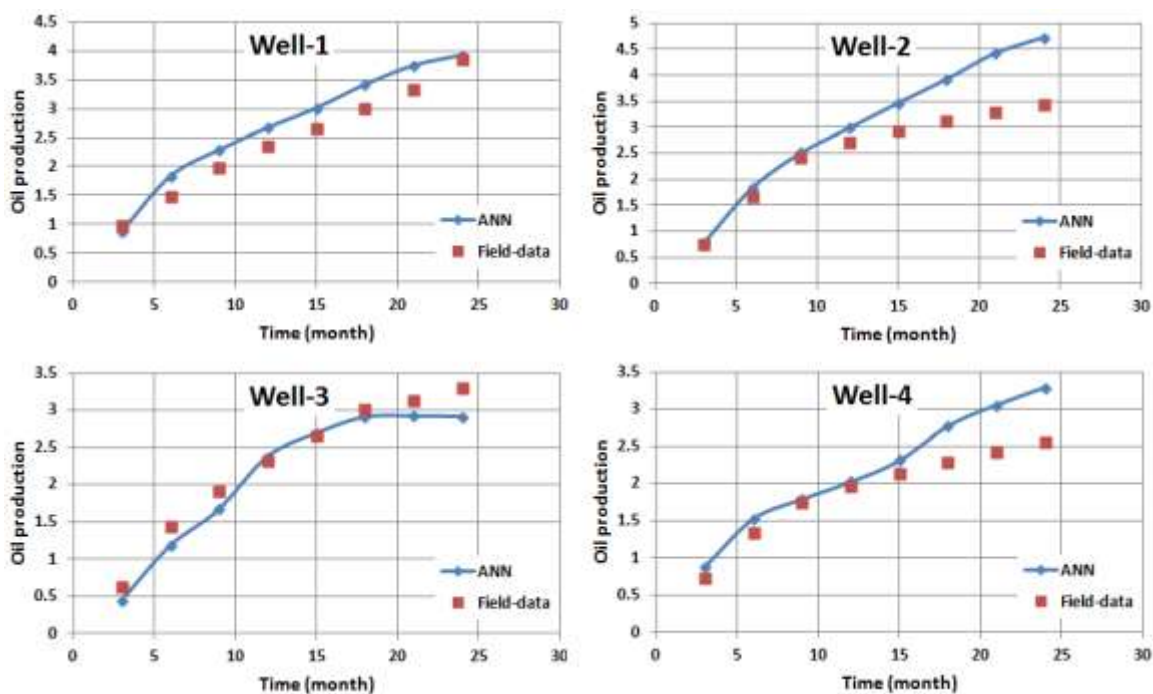 Well-1
Oil production
4.5
4
3.5
3
2.5
2
1.5
1
0.5
0
ANN
Field-data
0 5 10 15 20 25 30
Time (month)
Well-2
Oil production
5
4.5
4
3.5
3
2.5
2
1.5
1
0.5
0
ANN
Field-data
0 5 10 15 20 25 30
Time (month)
Well-3
Oil production
3.5
3
2.5
2
1.5
1
0.5
0
ANN
Field-data
0 5 10 15 20 25 30
Time (month)
Well-4
Oil production
3.5
3
2.5
2
1.5
1
0.5
0
ANN
Field-data
0 5 10 15 20 25 30
Time (month)